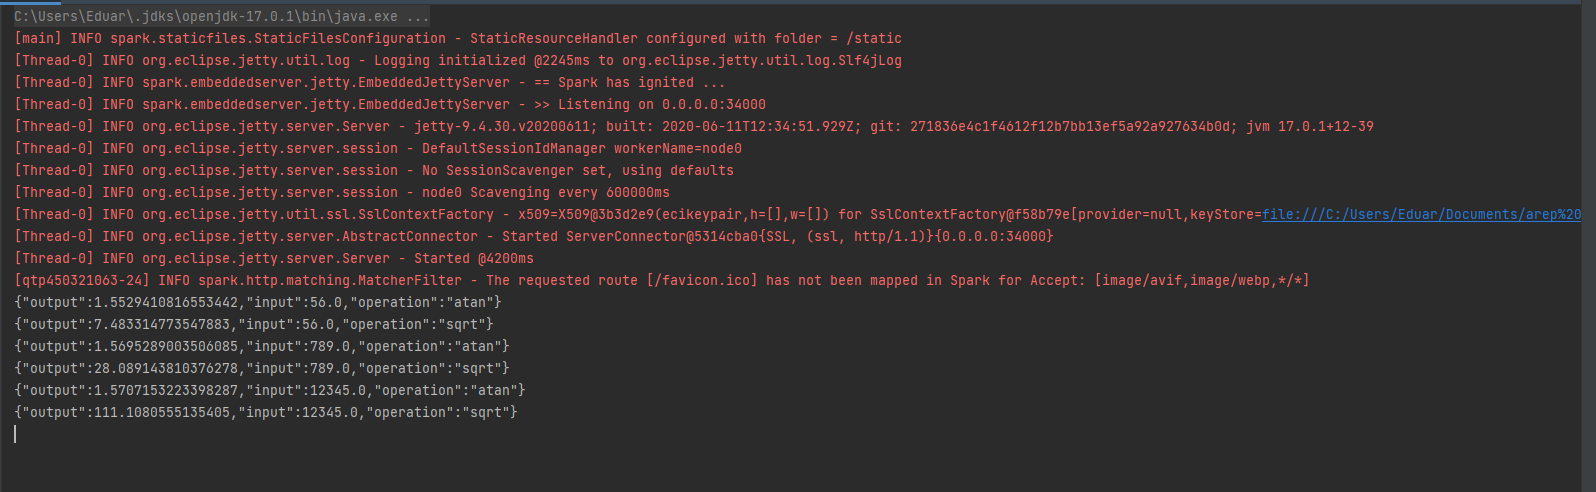 C:\Users\Eduar\.jdks\openjdk-17.0.1\bin\java.exe ...
[main] INFO spark.staticfiles.StaticFilesConfiguration - StaticResourceHandler configured with folder = /static
[Thread-0] INFO org.eclipse.jetty.util.log - Logging initialized @2245ms to org.eclipse.jetty.util.log.Slf4jLog
[Thread-0] INFO spark.embeddedserver.jetty.EmbeddedJettyServer - == Spark has ignited ...
[Thread-0] INFO spark.embeddedserver.jetty.EmbeddedJettyServer - >> Listening on 0.0.0.0:34000
[Thread-0] INFO org.eclipse.jetty.server.Server - jetty-9.4.30.v20200611; built: 2020-06-11T12:34:51.929Z; git: 271836e4c1f4612f12b7bb13ef5a92a927634b0d; jvm 17.0.1+12-39
[Thread-0] INFO org.eclipse.jetty.server.session - DefaultSessionIdManager workerName=node0
[Thread-0] INFO org.eclipse.jetty.server.session - No SessionScavenger set, using defaults
[Thread-0] INFO org.eclipse.jetty.server.session - node0 Scavenging every 600000ms
[Thread-0] INFO org.eclipse.jetty.util.ssl.SslContextFactory - x509=X509@3b3d2e9(ecikeypair,h=[],w=[]) for SslContextFactory@f58b79e[provider=null,keyStore=file:///C:/Users/Eduar/Documents/arep%20
[Thread-0] INFO org.eclipse.jetty.server.AbstractConnector - Started ServerConnector@5314cba0{SSL, (ssl, http/1.1)}{0.0.0.0:34000}
[Thread-0] INFO org.eclipse.jetty.server.Server - Started @4200ms
[qtp450321063-24] INFO spark.http.matching.MatcherFilter - The requested route [/favicon.ico] has not been mapped in Spark for Accept: [image/avif,image/webp,*/*]
{"output":1.5529410816553442,"input":56.0,"operation":"atan"}
{"output":7.483314773547883,"input":56.0,"operation":"sqrt"}
{"output":1.5695289003506085,"input":789.0,"operation":"atan"}
{"output":28.089143810376278,"input":789.0,"operation":"sqrt"}
{"output":1.5707153223398287,"input":12345.0,"operation":"atan"}
{"output":111.1080555135405,"input":12345.0,"operation":"sqrt"}